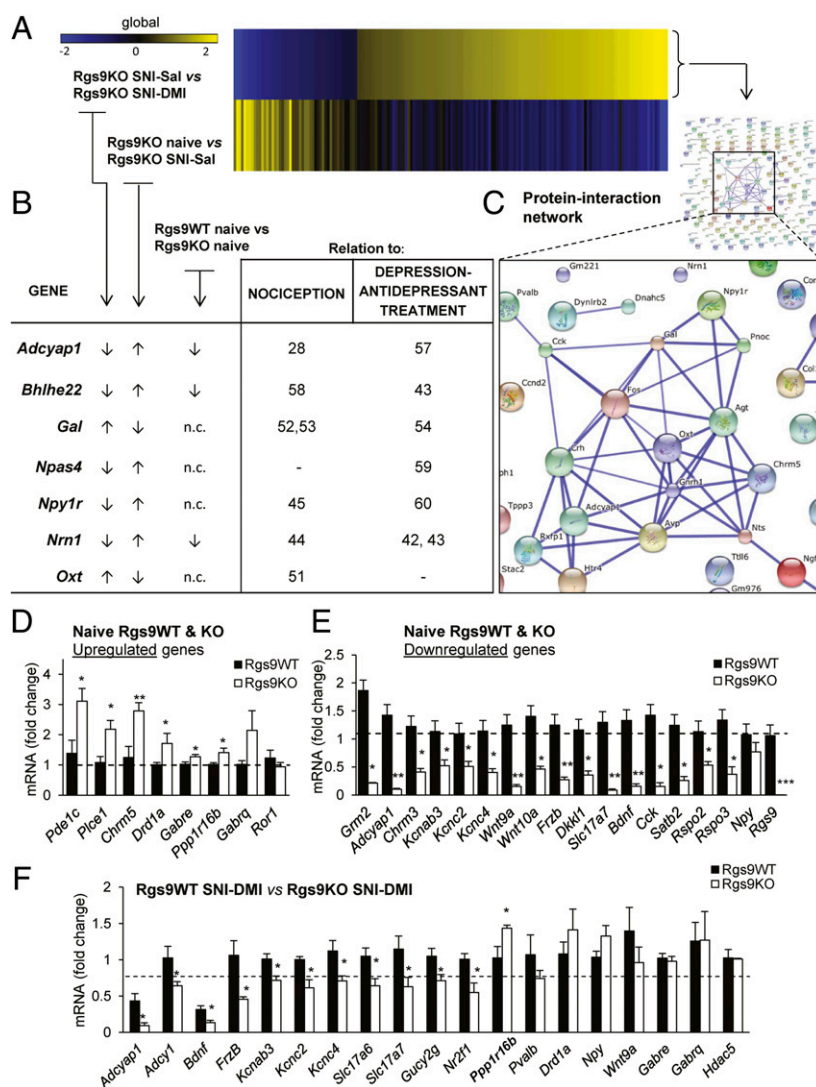 A
global
-2 2
Rgs9KO SNI-Sal vs
Rgs9KO SNI-DMI
Rgs9KO naive vs
Rgs9KO SNI-Sal
B
Rgs9WT naive vs
Rgs9KO naive
C
Protein-interaction
network
Relation to:
GENE
NOCICEPTION
DEPRESSION-
ANTIDEPRESSANT
TREATMENT
Adcyap1 ↓ ↑ ↓ 28 57
Bhlhe22 ↓ ↑ ↓ 58 43
Gal ↑ ↓ n.c. 52,53 54
Npas4 ↓ ↑ n.c. - 59
Npy1r ↓ ↑ n.c. 45 60
Nrn1 ↓ ↑ ↓ 44 42, 43
Oxt ↑ ↓ n.c. 51 -
Gm221
Nrn1
Pvalb
Dynlrb2
Dnahc5
Npy1r
Cck
Gal
Pnoc
Ccnd2
Fos
Agt
Oxt
Crh
Chrm5
Gnrh1
Tppp3
Adcyap1
Avp
Nts
Rxfp1
Stac2
Htr4
Ttll6
Gm976
D
Naive Rgs9WT & KO
Upregulated genes
Rgs9WT
Rgs9KO
mRNA (fold change)
5
4
3
2
1
0
* * ** * * *
Pde1c Plce1 Chrm5 Drd1a Gabre Ppp1r16b Gabrq Ror1
E
Naive Rgs9WT & KO
Downregulated genes
Rgs9WT
Rgs9KO
mRNA (fold change)
2.5
2
1.5
1
0.5
0
* ** * * * * ** * ** * ** ** * * * * ***
Grm2 Adcyap1 Chrm3 Kcnab3 Kcnc2 Kcnc4 Wnt9a Wnt10a Frzb Dkkl1 Slc17a7 Bdnf Cck Satb2 Rspo2 Rspo3 Npy Rgs9
F
Rgs9WT SNI-DMI vs Rgs9KO SNI-DMI
Rgs9WT
Rgs9KO
mRNA (fold change)
2
1.5
1
0.5
0
* * * * * * * * * * * *
Adcyap1 Adcy1 Bdnf FrzB Kcnab3 Kcnc2 Kcnc4 Slc17a6 Slc17a7 Gucy2g Nr2f1 Ppp1r16b Pvalb Drd1a Npy Wnt9a Gabre Gabrq Hdac5